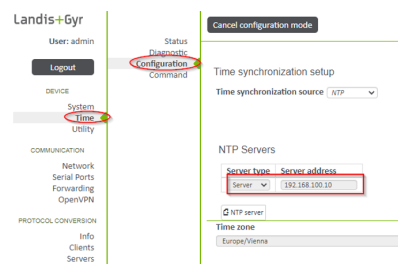 Landis+Gyr
User: admin
Logout
DEVICE
System
Time
Utility
COMMUNICATION
Network
Serial Ports
Forwarding
OpenVPN
PROTOCOL CONVERSION
Info
Clients
Servers
Status
Diagnostic
Configuration
Command
Cancel configuration mode
Time synchronization setup
Time synchronization source NTP
NTP Servers
Server type Server address
Server 192.168.100.10
NTP server
Time zone
Europe/Vienna